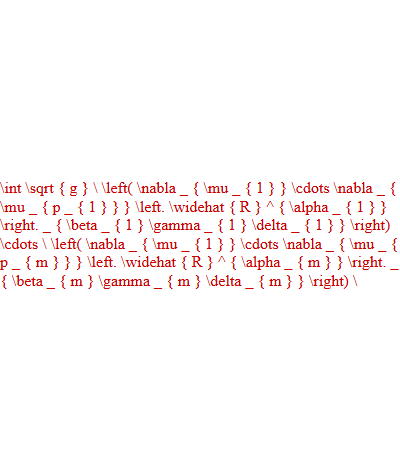 \int \sqrt { g } \ \left( \nabla _ { \mu _ { 1 } } \cdots \nabla _ {
\mu _ { p _ { 1 } } } \left. \widehat { R } ^ { \alpha _ { 1 } }
\right. _ { \beta _ { 1 } \gamma _ { 1 } \delta _ { 1 } } \right)
\cdots \ \left( \nabla _ { \mu _ { 1 } } \cdots \nabla _ { \mu _ {
p _ { m } } } \left. \widehat { R } ^ { \alpha _ { m } } \right. _
{ \beta _ { m } \gamma _ { m } \delta _ { m } } \right) \